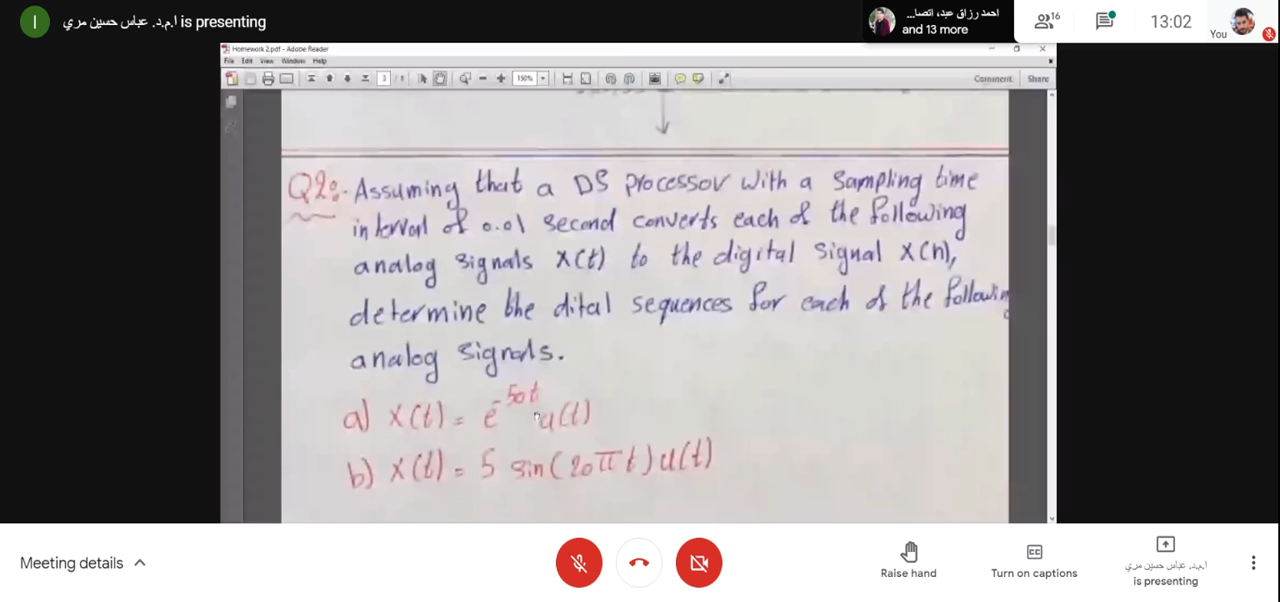 ا.م.د. عباس حسين مري is presenting
احمد رزاق عبد، اتصا...
and 13 more
16
13:02
You
Homework 2.pdf - Adobe Reader
File Edit View Window Help
150%
Comment
Share
Q2:- Assuming that a DS processor with a sampling time
interval of 0.01 second converts each of the following
analog signals x(t) to the digital signal x(n),
determine the dital sequences for each of the followin
analog signals.
a) x(t) = e^-50t u(t)
b) x(t) = 5 sin(20πt)u(t)
Meeting details
Raise hand
Turn on captions
ا.م.د. عباس حسين مري
is presenting